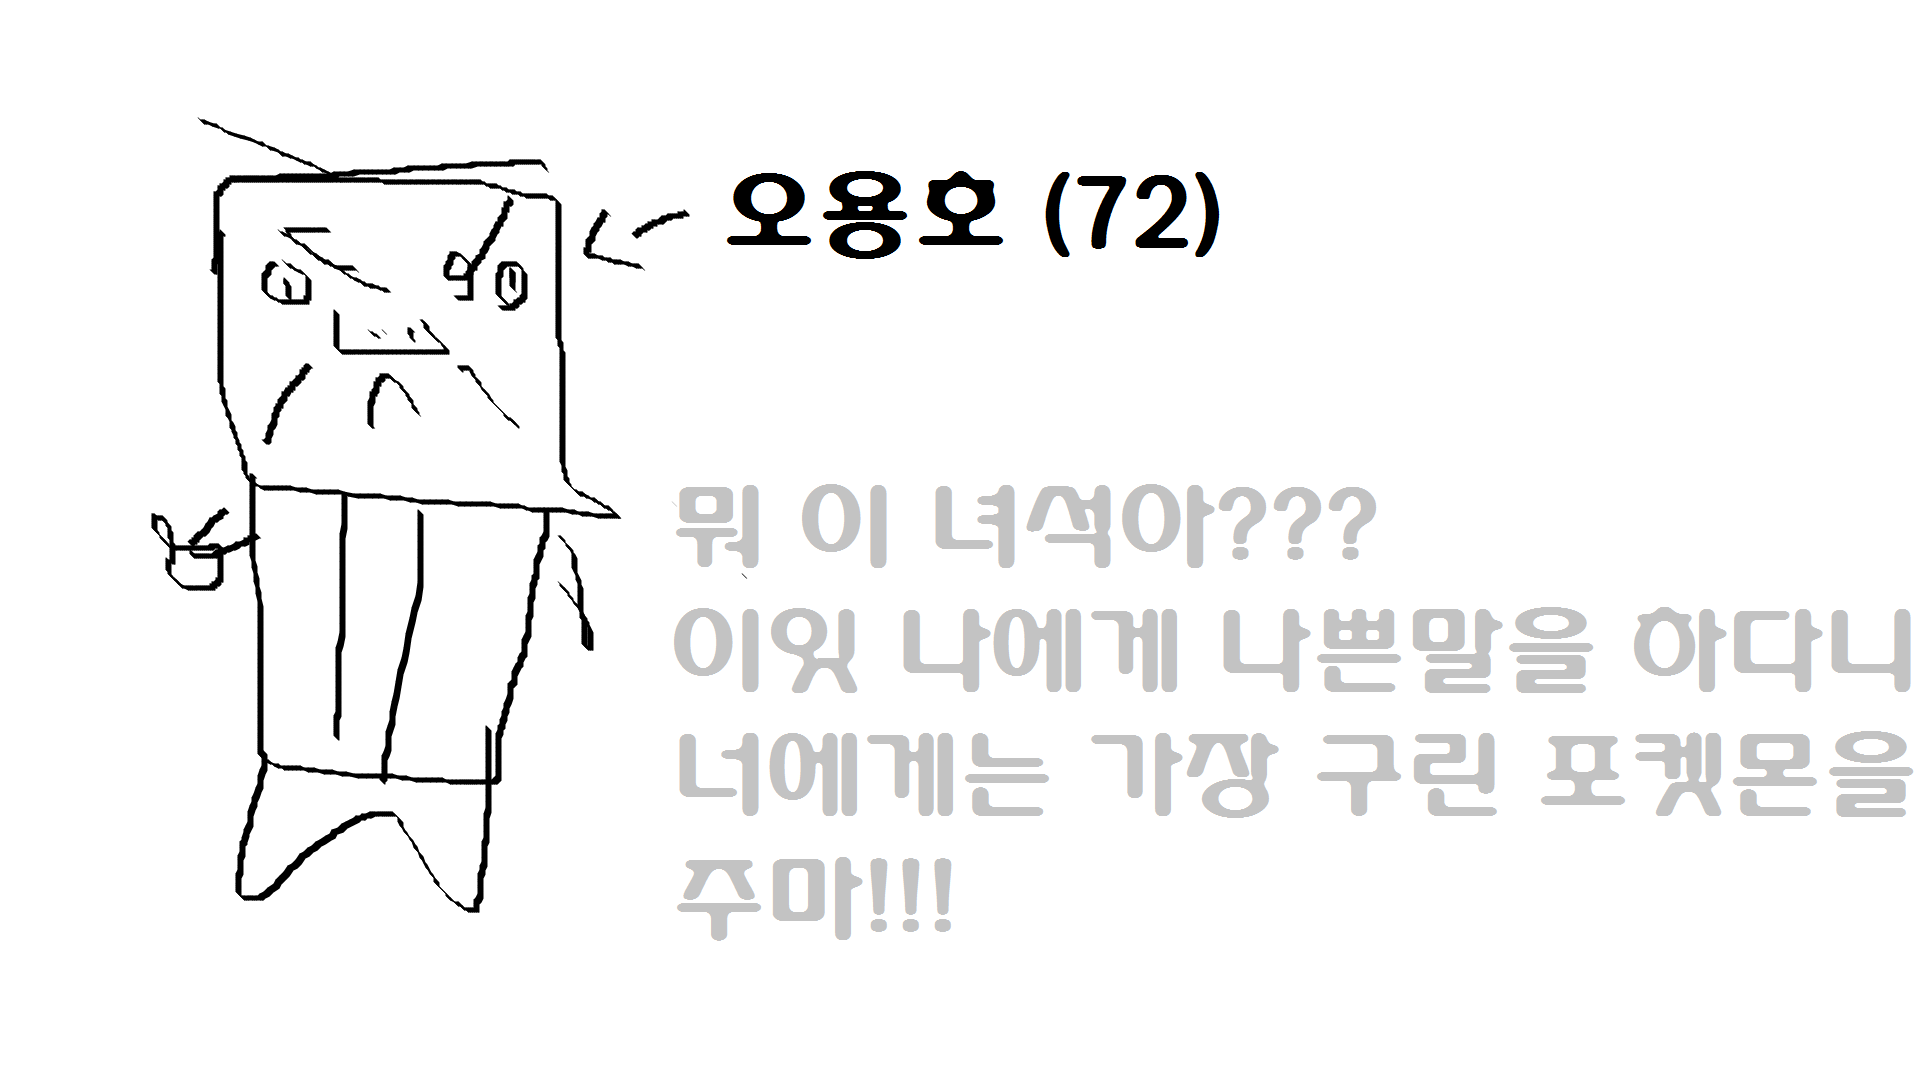 오용호 (72)
뭐 이 녀석아???
이잇 나에게 나쁜말을 하다니
너에게는 가장 구린 포켓몬을
주마!!!